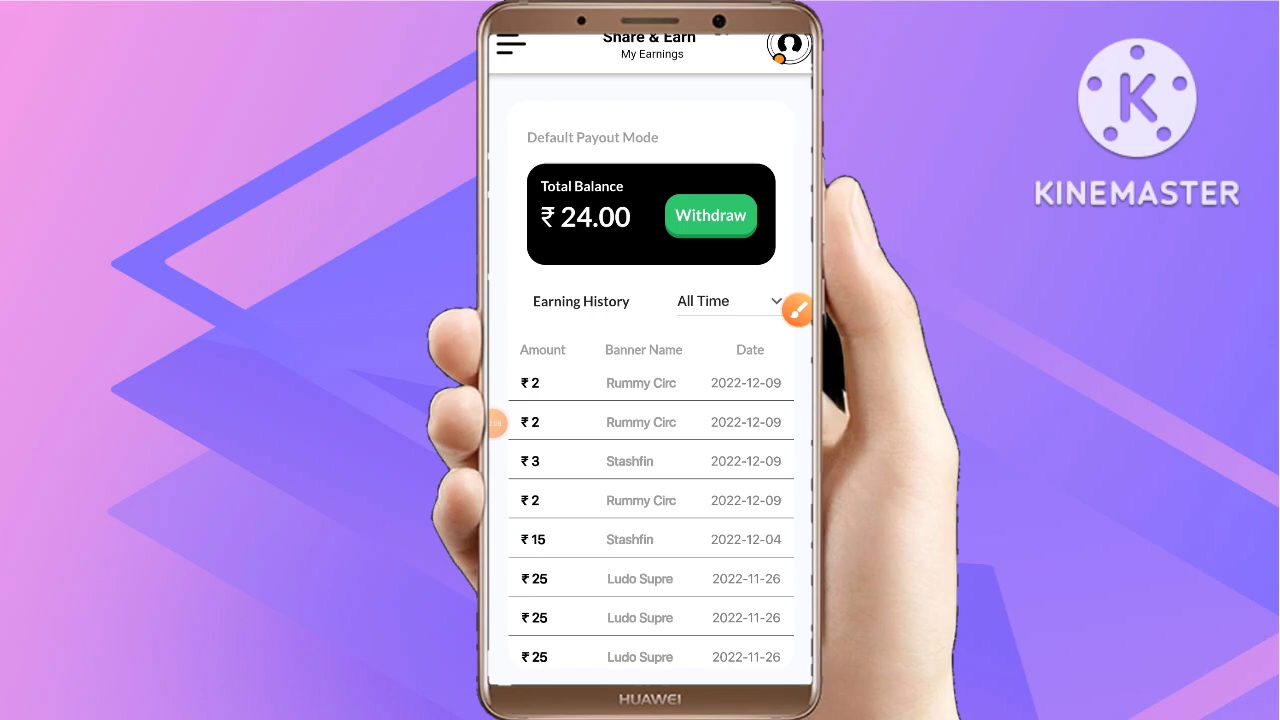 Share & Earn
My Earnings
KINEMASTER
Default Payout Mode
Total Balance
₹ 24.00
Withdraw
Earning History
All Time
Amount Banner Name Date
₹ 2 Rummy Circ 2022-12-09
₹ 2 Rummy Circ 2022-12-09
₹ 3 Stashfin 2022-12-09
₹ 2 Rummy Circ 2022-12-09
₹ 15 Stashfin 2022-12-04
₹ 25 Ludo Supre 2022-11-26
₹ 25 Ludo Supre 2022-11-26
₹ 25 Ludo Supre 2022-11-26
HUAWEI